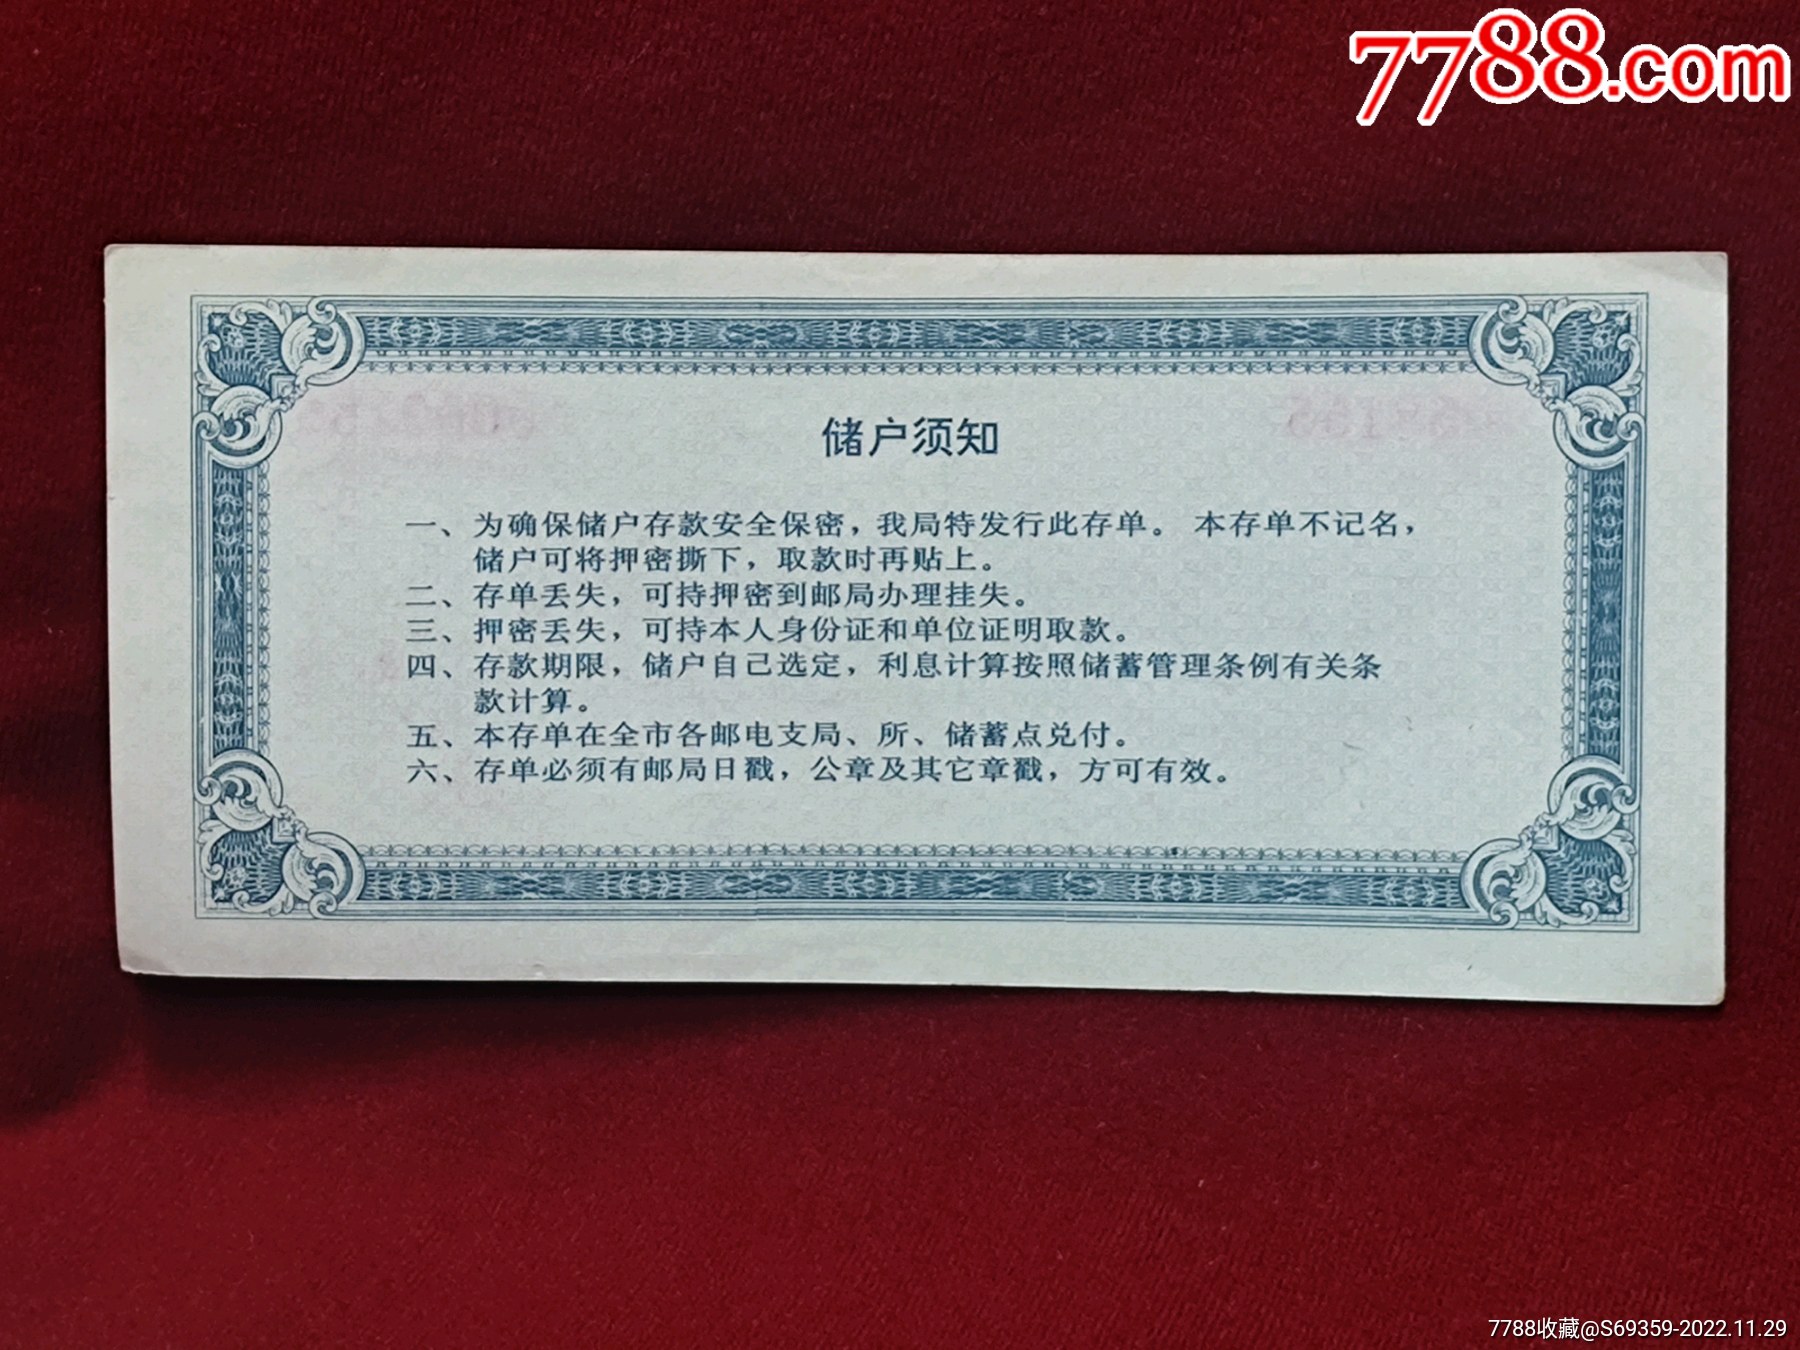 7788.com
储户须知
一、为确保储户存款安全保密，我局特发行此存单。 本存单不记名，
储户可将押密撕下，取款时再贴上。
二、存单丢失，可持押密到邮局办理挂失。
三、押密丢失，可持本人身份证和单位证明取款。
四、存款期限，储户自己选定，利息计算按照储蓄管理条例有关条
款计算。
五、本存单在全市各邮电支局、所、储蓄点兑付。
六、存单必须有邮局日戳，公章及其它章戳，方可有效。
7788收藏@S69359-2022.11.29